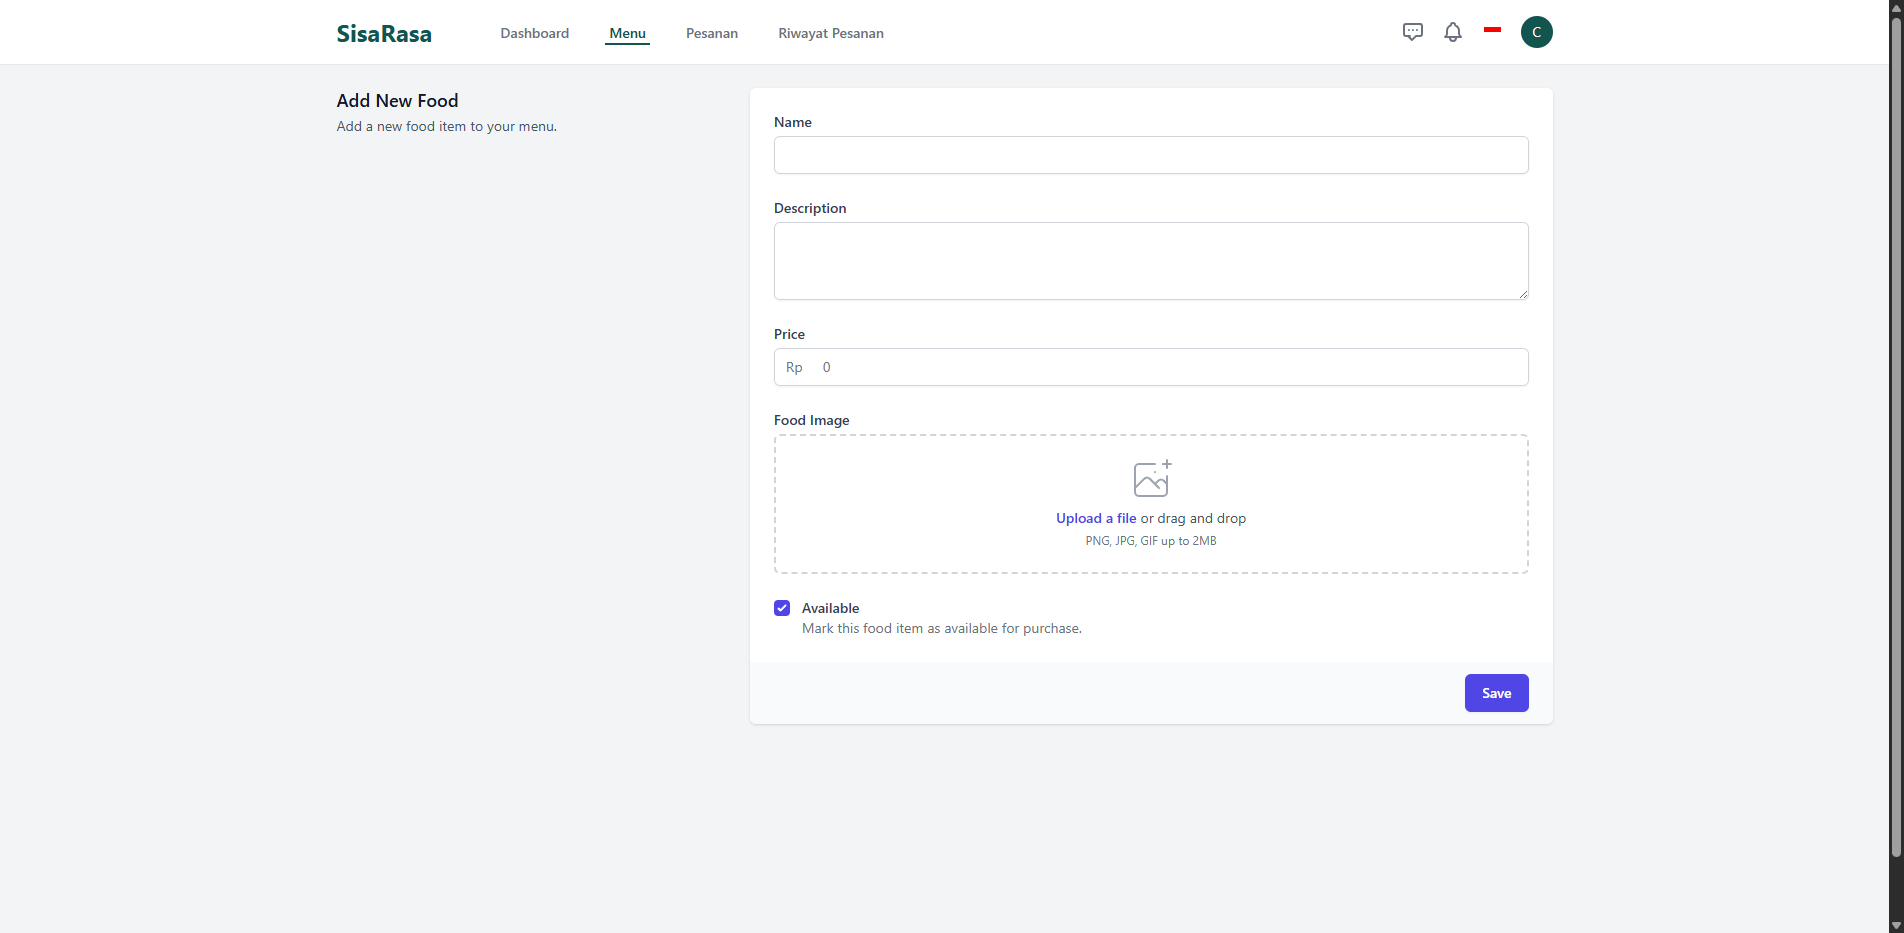 SisaRasa
Dashboard
Menu
Pesanan
Riwayat Pesanan
C
Add New Food
Add a new food item to your menu.
Name
Description
Price
Rp 0
Food Image
Upload a file or drag and drop
PNG, JPG, GIF up to 2MB
Available
Mark this food item as available for purchase.
Save